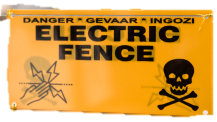 DANGER * GEVAAR * INGOZI
ELECTRIC
FENCE